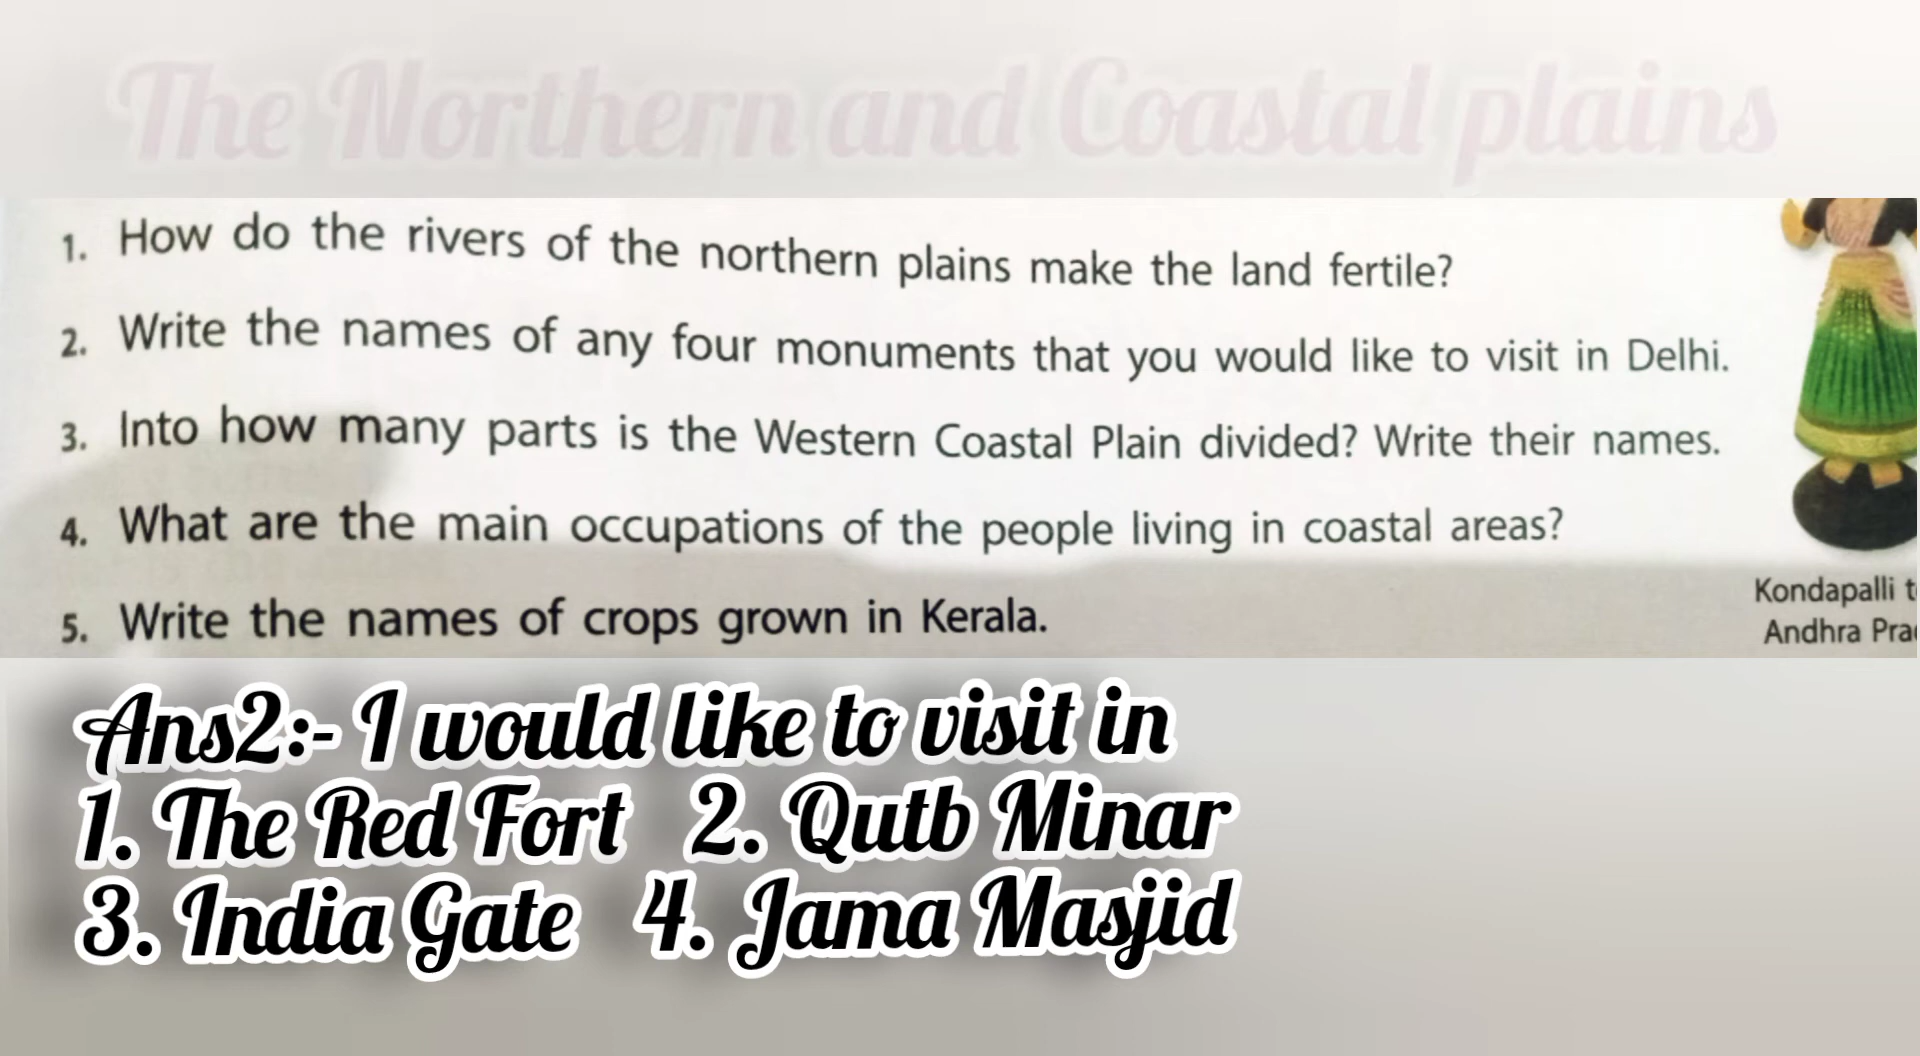 The Northern and Coastal plains
1. How do the rivers of the northern plains make the land fertile?
2. Write the names of any four monuments that you would like to visit in Delhi.
3. Into how many parts is the Western Coastal Plain divided? Write their names.
4. What are the main occupations of the people living in coastal areas?
5. Write the names of crops grown in Kerala.
Kondapalli
Andhra
Ans2:- I would like to visit in
1. The Red Fort 2. Qutb Minar
3. India Gate 4. Jama Masjid